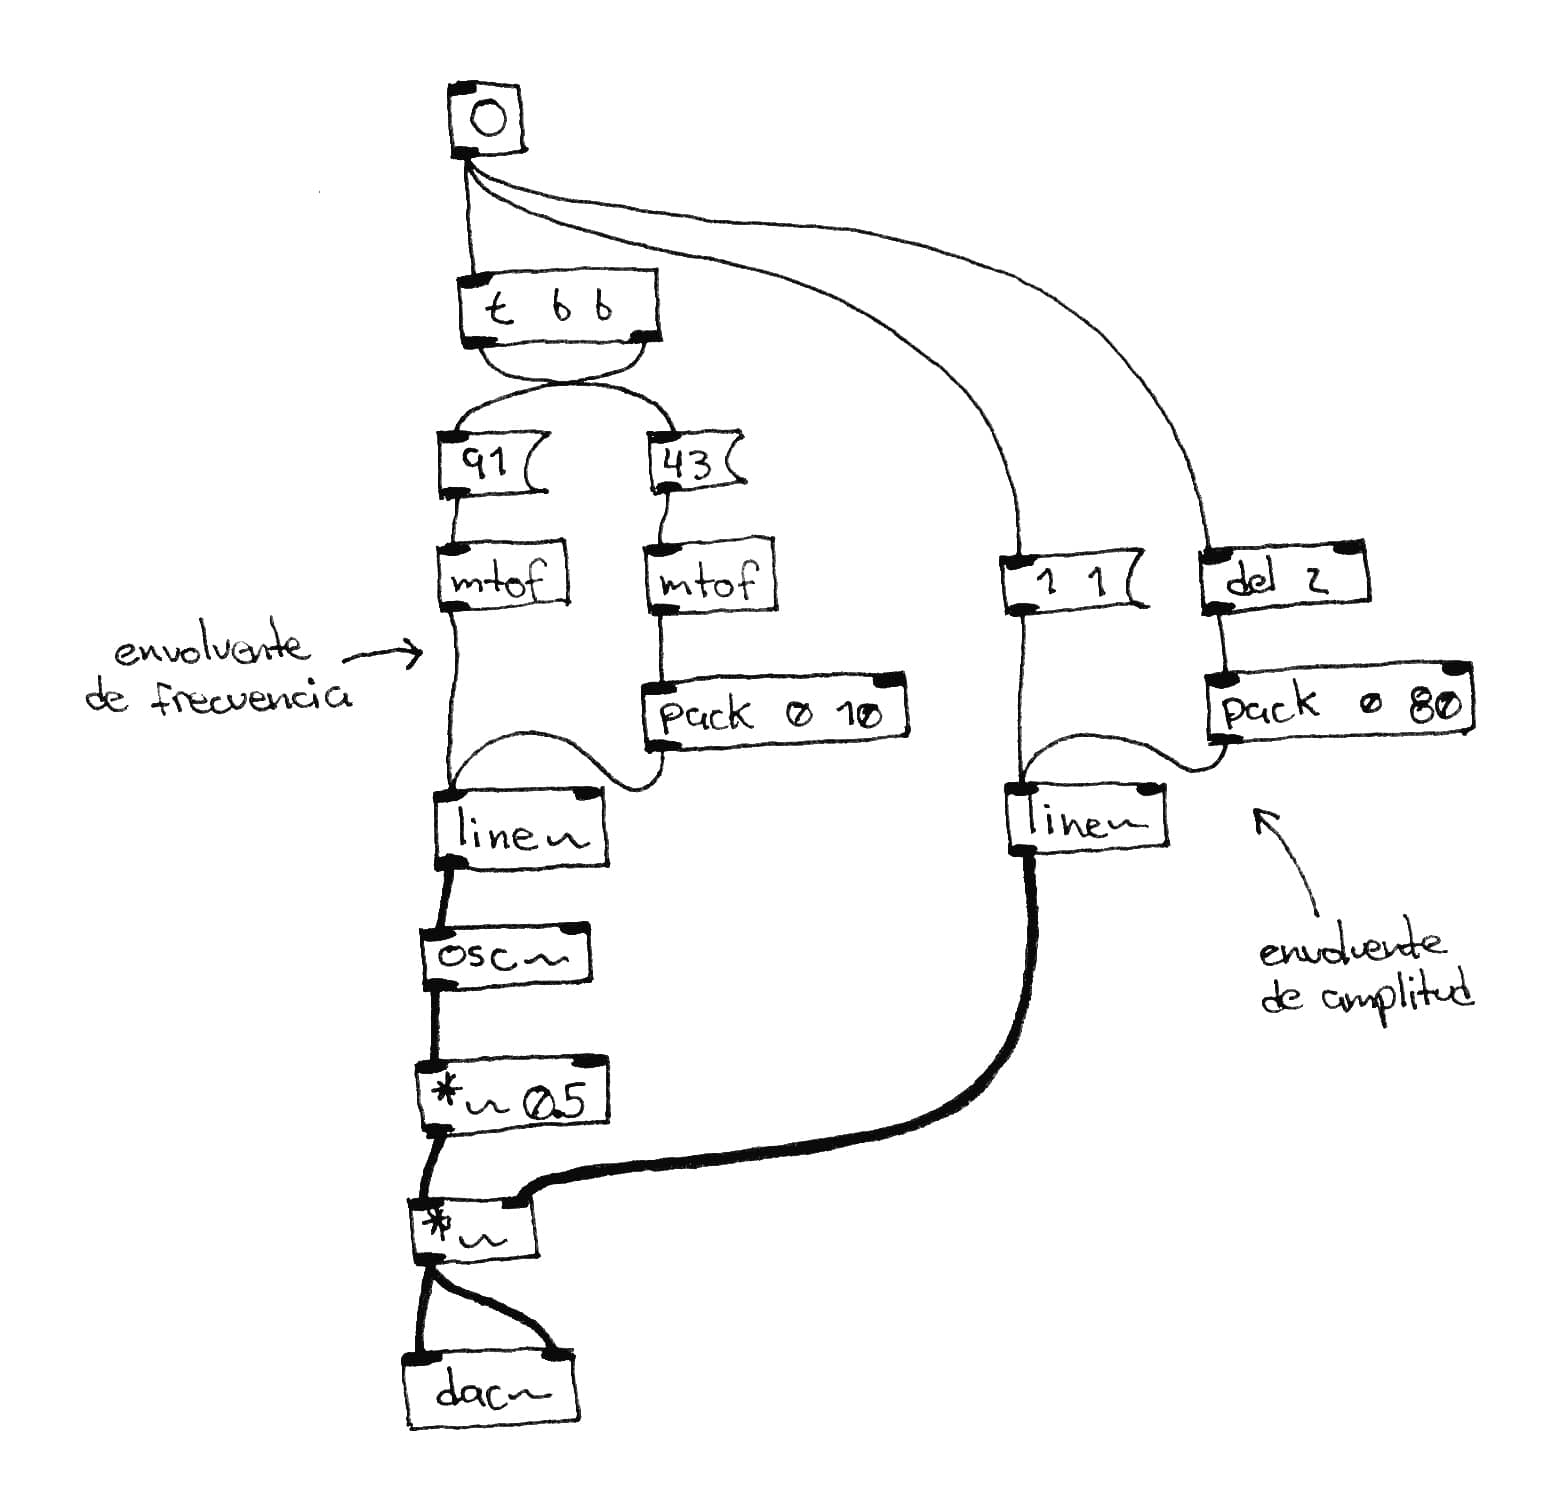 t b b
91
43
mtof
mtof
1 1
del 2
envolvente
de frecuencia
pack 0 10
pack 0 80
line~
line~
osc~
envolvente
de amplitud
*~ 0.5
*~
dac~